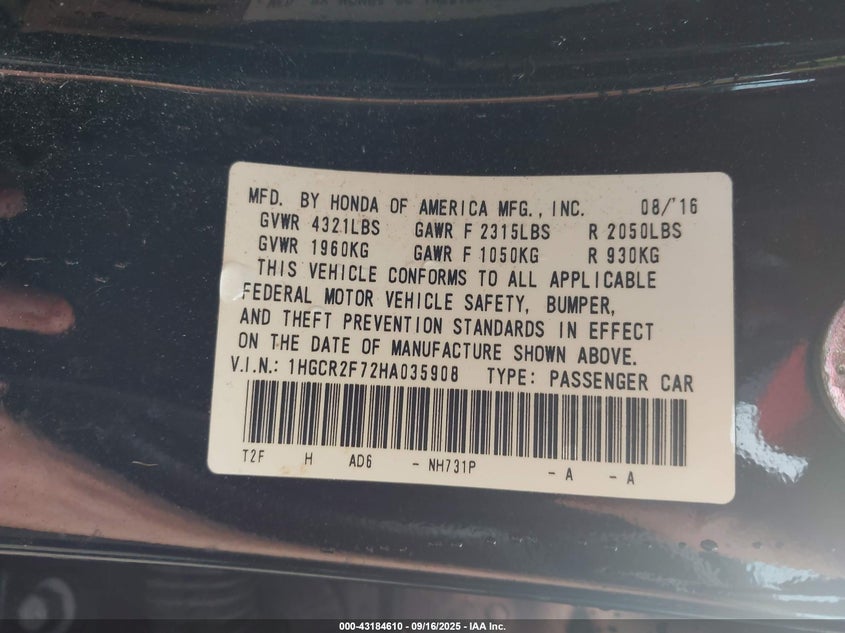 MFD. BY HONDA OF AMERICA MFG., INC. 08/'16
GVWR 4321LBS GAWR F 2315LBS R 2050LBS
GVWR 1960KG GAWR F 1050KG R 930KG
THIS VEHICLE CONFORMS TO ALL APPLICABLE
FEDERAL MOTOR VEHICLE SAFETY, BUMPER,
AND THEFT PREVENTION STANDARDS IN EFFECT
ON THE DATE OF MANUFACTURE SHOWN ABOVE.
V.I.N.: 1HGCR2F72HA035908 TYPE: PASSENGER CAR
T2F H AD6 - NH731P - A - A
000-43184610 - 09/16/2025 - IAA Inc.